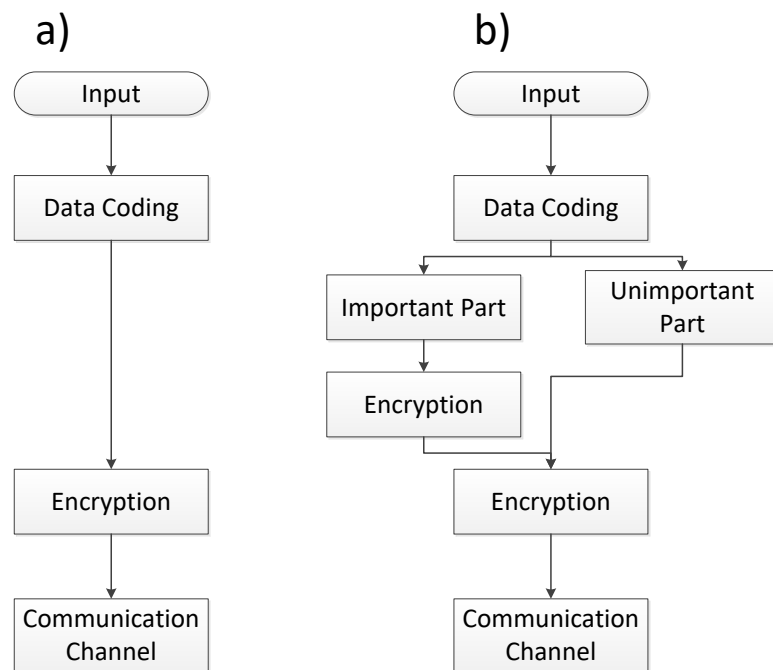 a)
Input
Data Coding
Encryption
Communication
Channel
b)
Input
Data Coding
Important Part
Unimportant
Part
Encryption
Encryption
Communication
Channel